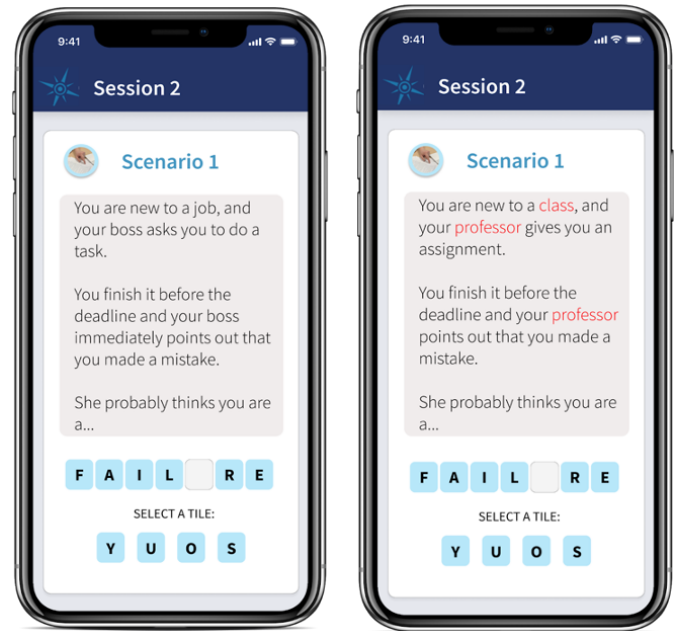 9:41
Session 2
Scenario 1
You are new to a job, and
your boss asks you to do a
task.
You finish it before the
deadline and your boss
immediately points out that
you made a mistake.
She probably thinks you are
a...
F A I L R E
SELECT A TILE:
Y U O S
9:41
Session 2
Scenario 1
You are new to a class, and
your professor gives you an
assignment.
You finish it before the
deadline and your professor
points out that you made a
mistake.
She probably thinks you are
a...
F A I L R E
SELECT A TILE:
Y U O S